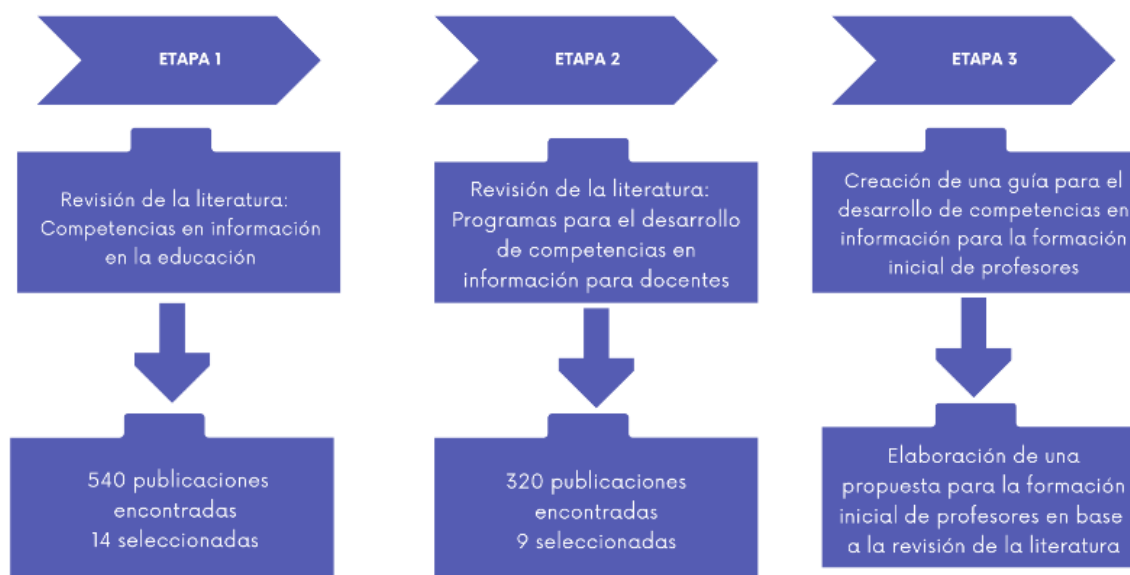 ETAPA 1
Revisión de la literatura:
Competencias en información
en la educación
540 publicaciones
encontradas
14 seleccionadas
ETAPA 2
Revisión de la literatura:
Programas para el desarrollo
de competencias en
información para docentes
320 publicaciones
encontradas
9 seleccionadas
ETAPA 3
Creación de una guía para el
desarrollo de competencias en
información para la formación
inicial de profesores
Elaboración de una
propuesta para la formación
inicial de profesores en base
a la revisión de la literatura